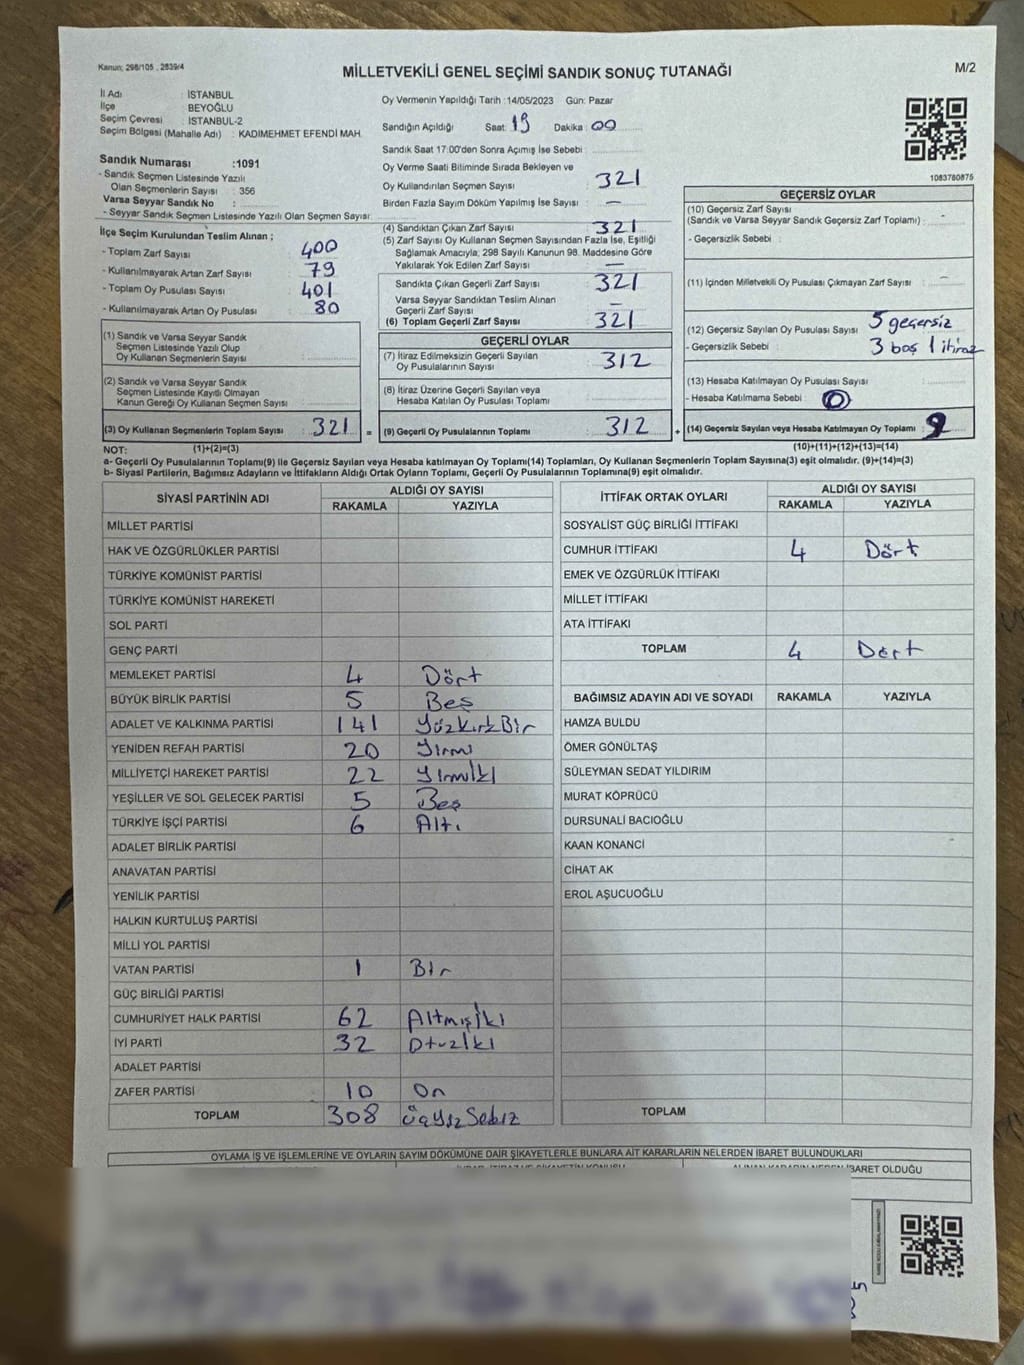 Kanun; 298/105 , 2839/4
MİLLETVEKİLİ GENEL SEÇİMİ SANDIK SONUÇ TUTANAĞI
M/2
İl Adı : İSTANBUL
İlçe : BEYOĞLU
Seçim Çevresi : İSTANBUL-2
Seçim Bölgesi (Mahalle Adı) : KADIMEHMET EFENDİ MAH.
Sandık Numarası :1091
- Sandık Seçmen Listesinde Yazılı
Olan Seçmenlerin Sayısı : 356
Varsa Seyyar Sandık No :
- Seyyar Sandık Seçmen Listesinde Yazılı Olan Seçmen Sayısı:
Oy Vermenin Yapıldığı Tarih :14/05/2023 Gün: Pazar
Sandığın Açıldığı Saat: 19 Dakika : 00
Sandık Saat 17:00'den Sonra Açımış İse Sebebi :
Oy Verme Saati Bitiminde Sırada Bekleyen ve
Oy Kullandırılan Seçmen Sayısı : 321
Birden Fazla Sayım Döküm Yapılmış İse Sayısı : —
1083780875
İlçe Seçim Kurulundan Teslim Alınan ;
- Toplam Zarf Sayısı : 400
- Kullanılmayarak Artan Zarf Sayısı : 79
- Toplam Oy Pusulası Sayısı : 401
- Kullanılmayarak Artan Oy Pusulası : 80
(4) Sandıktan Çıkan Zarf Sayısı : 321
(5) Zarf Sayısı Oy Kullanan Seçmen Sayısından Fazla İse, Eşitliği
Sağlamak Amacıyla; 298 Sayılı Kanunun 98. Maddesine Göre
Yakılarak Yok Edilen Zarf Sayısı : —
Sandıkta Çıkan Geçerli Zarf Sayısı : 321
Varsa Seyyar Sandıktan Teslim Alınan
Geçerli Zarf Sayısı : —
(6) Toplam Geçerli Zarf Sayısı : 321
GEÇERSİZ OYLAR
(10) Geçersiz Zarf Sayısı
(Sandık ve Varsa Seyyar Sandık Geçersiz Zarf Toplamı) : -
- Geçersizlik Sebebi :
(11) İçinden Milletvekili Oy Pusulası Çıkmayan Zarf Sayısı : —
(12) Geçersiz Sayılan Oy Pusulası Sayısı : 5 geçersiz
- Geçersizlik Sebebi : 3 boş 1 itiraz
(13) Hesaba Katılmayan Oy Pusulası Sayısı :
- Hesaba Katılmama Sebebi : 0
(14) Geçersiz Sayılan veya Hesaba Katılmayan Oy Toplamı : 9
(1) Sandık ve Varsa Seyyar Sandık
Seçmen Listesinde Yazılı Olup
Oy Kullanan Seçmenlerin Sayısı :
(2) Sandık ve Varsa Seyyar Sandık
Seçmen Listesinde Kayıtlı Olmayan
Kanun Gereği Oy Kullanan Seçmen Sayısı :
(3) Oy Kullanan Seçmenlerin Toplam Sayısı : 321 =
GEÇERLİ OYLAR
(7) İtiraz Edilmeksizin Geçerli Sayılan
Oy Pusulalarının Sayısı : 312
(8) İtiraz Üzerine Geçerli Sayılan veya
Hesaba Katılan Oy Pusulası Toplamı :
(9) Geçerli Oy Pusulalarının Toplamı : 312 +
NOT: (1)+(2)=(3) (10)+(11)+(12)+(13)=(14)
a- Geçerli Oy Pusulalarının Toplamı(9) ile Geçersiz Sayılan veya Hesaba katılmayan Oy Toplamı(14) Toplamları, Oy Kullanan Seçmenlerin Toplam Sayısına(3) eşit olmalıdır. (9)+(14)=(3)
b- Siyasi Partilerin, Bağımsız Adayların ve İttifakların Aldığı Ortak Oyların Toplamı, Geçerli Oy Pusulalarının Toplamına(9) eşit olmalıdır.
SİYASİ PARTİNİN ADI ALDIĞI OY SAYISI
RAKAMLA YAZIYLA
MİLLET PARTİSİ
HAK VE ÖZGÜRLÜKLER PARTİSİ
TÜRKİYE KOMÜNİST PARTİSİ
TÜRKİYE KOMÜNİST HAREKETİ
SOL PARTİ
GENÇ PARTİ
MEMLEKET PARTİSİ 4 Dört
BÜYÜK BİRLİK PARTİSİ 5 Beş
ADALET VE KALKINMA PARTİSİ 141 YüzkırkBir
YENİDEN REFAH PARTİSİ 20 Yirmi
MİLLİYETÇİ HAREKET PARTİSİ 22 Yirmiİki
YEŞİLLER VE SOL GELECEK PARTİSİ 5 Beş
TÜRKİYE İŞÇİ PARTİSİ 6 Altı
ADALET BİRLİK PARTİSİ
ANAVATAN PARTİSİ
YENİLİK PARTİSİ
HALKIN KURTULUŞ PARTİSİ
MİLLİ YOL PARTİSİ
VATAN PARTİSİ 1 Bir
GÜÇ BİRLİĞİ PARTİSİ
CUMHURİYET HALK PARTİSİ 62 Altmışİki
İYİ PARTİ 32 Otuzİki
ADALET PARTİSİ
ZAFER PARTİSİ 10 On
TOPLAM 308 ÜçyüzSekiz
İTTİFAK ORTAK OYLARI ALDIĞI OY SAYISI
RAKAMLA YAZIYLA
SOSYALİST GÜÇ BİRLİĞİ İTTİFAKI
CUMHUR İTTİFAKI 4 Dört
EMEK VE ÖZGÜRLÜK İTTİFAKI
MİLLET İTTİFAKI
ATA İTTİFAKI
TOPLAM 4 Dört
BAĞIMSIZ ADAYIN ADI VE SOYADI RAKAMLA YAZIYLA
HAMZA BULDU
ÖMER GÖNÜLTAŞ
SÜLEYMAN SEDAT YILDIRIM
MURAT KÖPRÜCÜ
DURSUNALİ BACIOĞLU
KAAN KONANCİ
CİHAT AK
EROL AŞUCUOĞLU
TOPLAM
OYLAMA İŞ VE İŞLEMLERİNE VE OYLARIN SAYIM DÖKÜMÜNE DAİR ŞİKAYETLERLE BUNLARA AİT KARARLARIN NELERDEN İBARET BULUNDUKLARI
İBARET OLDUĞU